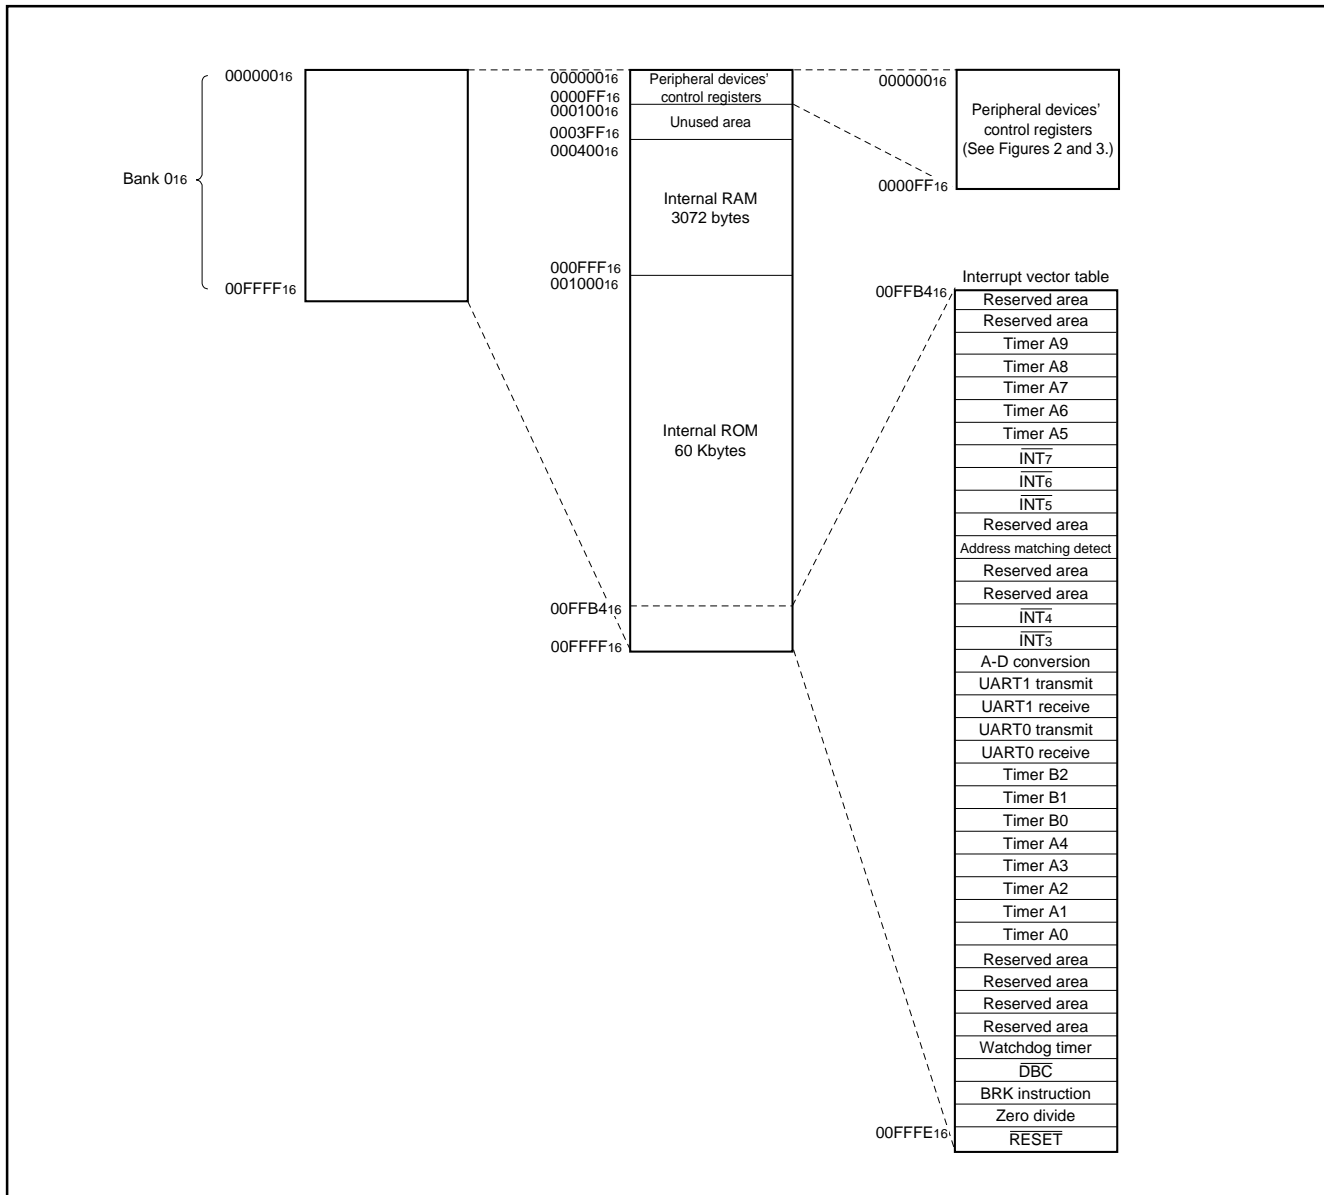 Bank 016
00000016
00FFFF16
00000016
0000FF16
00010016
0003FF16
00040016
000FFF16
00100016
00FFB416
00FFFF16
Peripheral devices'
control registers
Unused area
Internal RAM
3072 bytes
Internal ROM
60 Kbytes
00000016
0000FF16
Peripheral devices'
control registers
(See Figures 2 and 3.)
Interrupt vector table
00FFB416
Reserved area
Reserved area
Timer A9
Timer A8
Timer A7
Timer A6
Timer A5
INT7
INT6
INT5
Reserved area
Address matching detect
Reserved area
Reserved area
INT4
INT3
A-D conversion
UART1 transmit
UART1 receive
UART0 transmit
UART0 receive
Timer B2
Timer B1
Timer B0
Timer A4
Timer A3
Timer A2
Timer A1
Timer A0
Reserved area
Reserved area
Reserved area
Reserved area
Watchdog timer
DBC
BRK instruction
Zero divide
00FFFE16
RESET